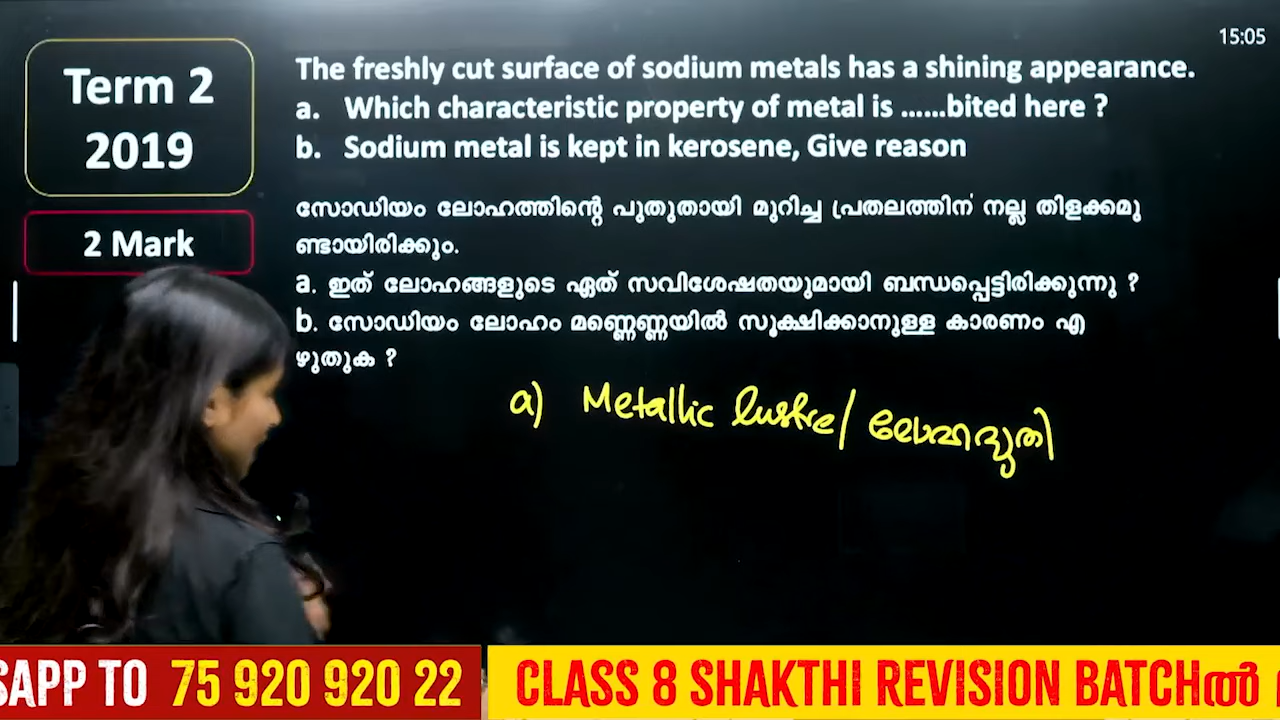 15:05
Term 2
2019
2 Mark
The freshly cut surface of sodium metals has a shining appearance.
a. Which characteristic property of metal is ......bited here ?
b. Sodium metal is kept in kerosene, Give reason
സോഡിയം ലോഹത്തിന്റെ പുതുതായി മുറിച്ച പ്രതലത്തിന് നല്ല തിളക്കമു
ണ്ടായിരിക്കും.
a. ഇത് ലോഹങ്ങളുടെ ഏത് സവിശേഷതയുമായി ബന്ധപ്പെട്ടിരിക്കുന്നു ?
b. സോഡിയം ലോഹം മണ്ണെണ്ണയിൽ സൂക്ഷിക്കാനുള്ള കാരണം എ
ഴുതുക ?
a) Metallic lustre/ ലോഹദ്യുതി
SAPP TO 75 920 920 22
CLASS 8 SHAKTHI REVISION BATCHൽ